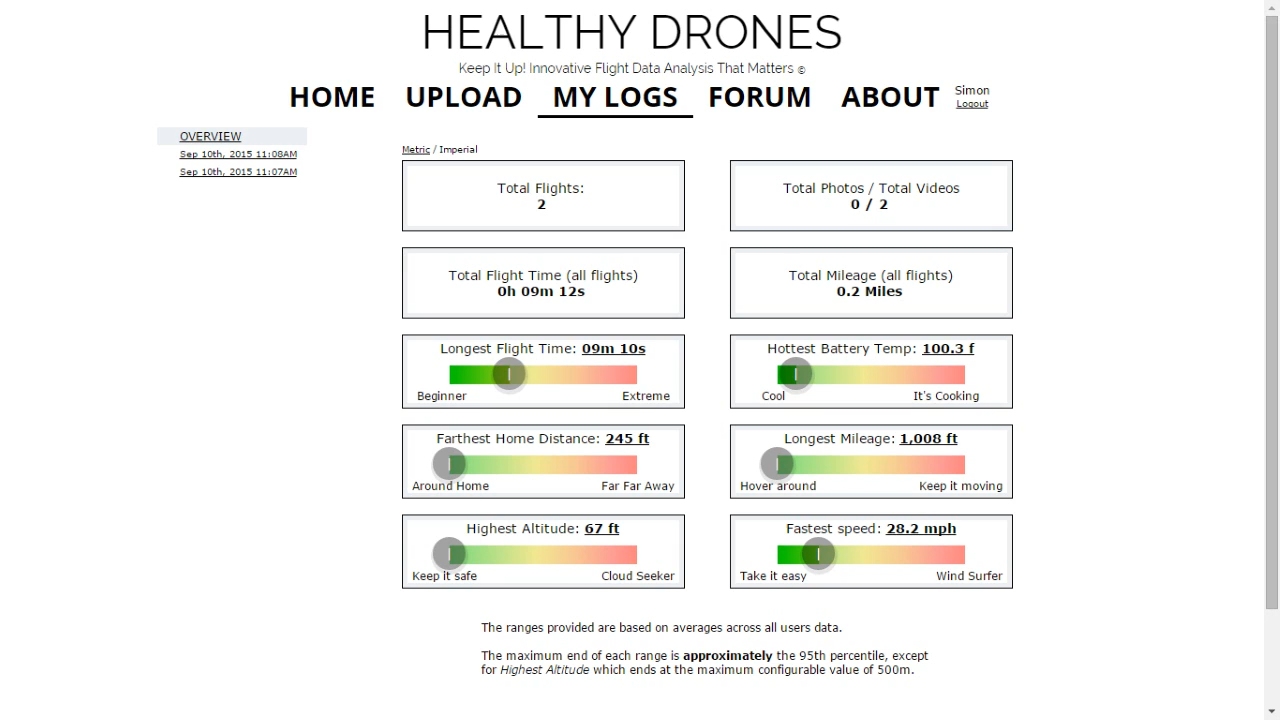 HEALTHY DRONES
Keep It Up! Innovative Flight Data Analysis That Matters ©
HOME UPLOAD MY LOGS FORUM ABOUT Simon
Logout
OVERVIEW
Sep 10th, 2015 11:08AM
Sep 10th, 2015 11:07AM
Metric / Imperial
Total Flights:
2
Total Photos / Total Videos
0 / 2
Total Flight Time (all flights)
0h 09m 12s
Total Mileage (all flights)
0.2 Miles
Longest Flight Time: 09m 10s
Beginner Extreme
Hottest Battery Temp: 100.3 f
Cool It's Cooking
Farthest Home Distance: 245 ft
Around Home Far Far Away
Longest Mileage: 1,008 ft
Hover around Keep it moving
Highest Altitude: 67 ft
Keep it safe Cloud Seeker
Fastest speed: 28.2 mph
Take it easy Wind Surfer
The ranges provided are based on averages across all users data.
The maximum end of each range is approximately the 95th percentile, except
for Highest Altitude which ends at the maximum configurable value of 500m.